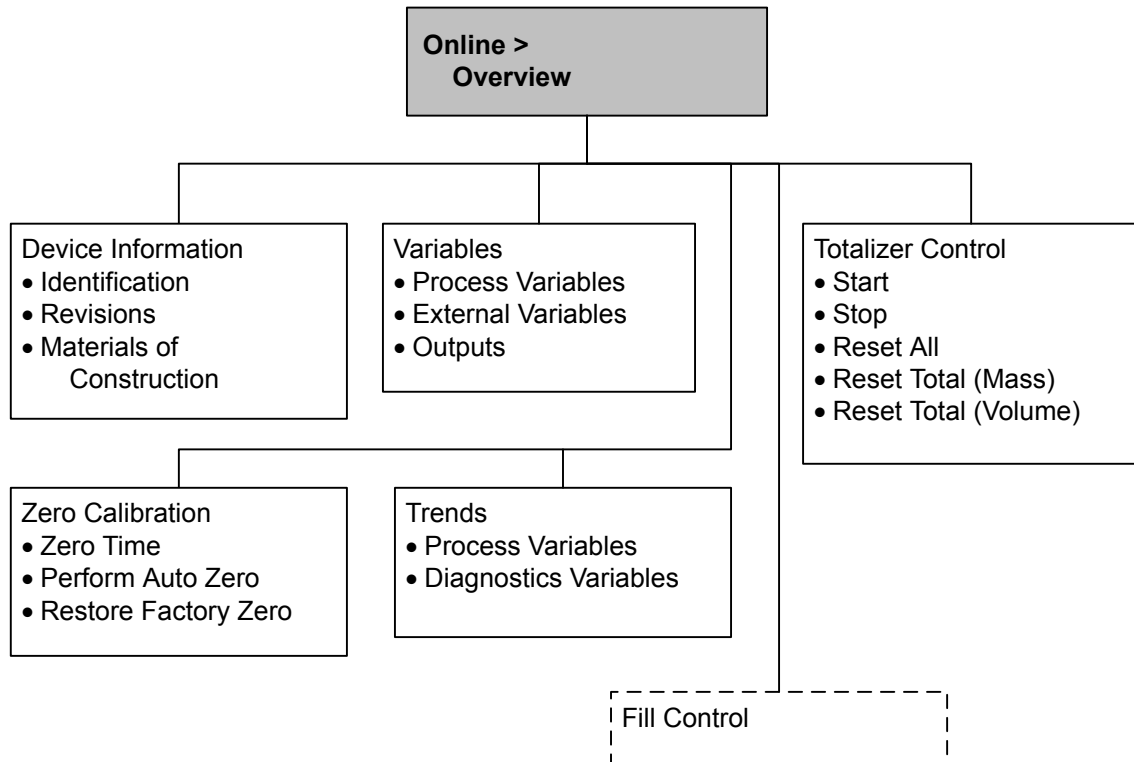 Online >
Overview
Device Information
• Identification
• Revisions
• Materials of
Construction
Variables
• Process Variables
• External Variables
• Outputs
Totalizer Control
• Start
• Stop
• Reset All
• Reset Total (Mass)
• Reset Total (Volume)
Zero Calibration
• Zero Time
• Perform Auto Zero
• Restore Factory Zero
Trends
• Process Variables
• Diagnostics Variables
Fill Control